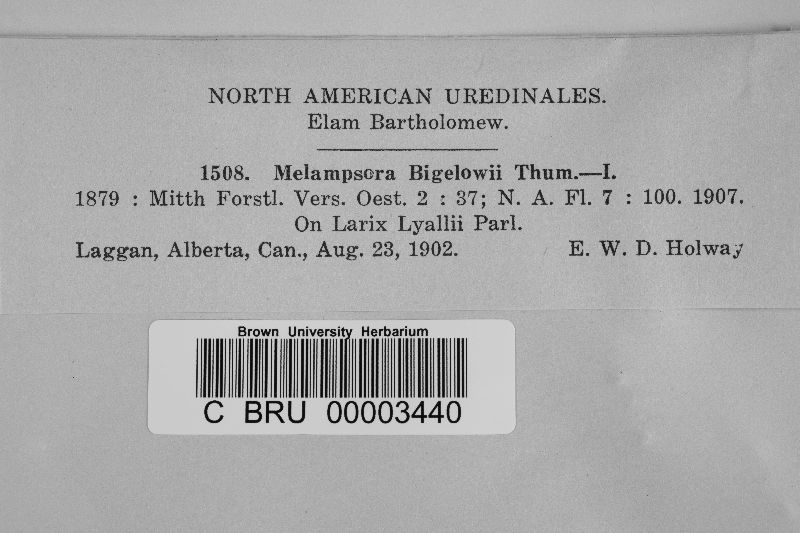 NORTH AMERICAN UREDINALES.
Elam Bartholomew.
1508. Melampsora Bigelowii Thum.—I.
1879 : Mitth Forstl. Vers. Oest. 2 : 37; N. A. Fl. 7 : 100. 1907.
On Larix Lyallii Parl.
Laggan, Alberta, Can., Aug. 23, 1902. E. W. D. Holway
Brown University Herbarium
C BRU 00003440